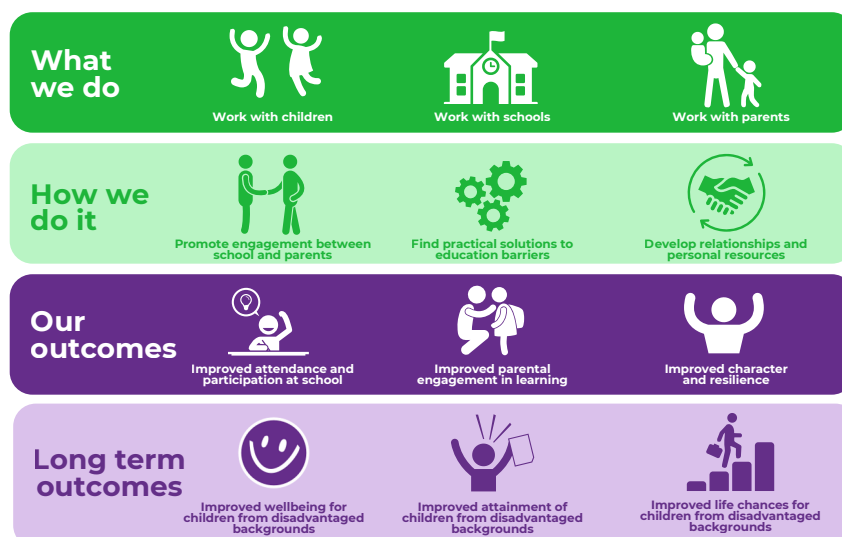 What
we do
Work with children
Work with schools
Work with parents
How we
do it
Promote engagement between
school and parents
Find practical solutions to
education barriers
Develop relationships and
personal resources
Our
outcomes
Improved attendance and
participation at school
Improved parental
engagement in learning
Improved character
and resilience
Long term
outcomes
Improved wellbeing for
children from disadvantaged
backgrounds
Improved attainment of
children from disadvantaged
backgrounds
Improved life chances for
children from disadvantaged
backgrounds